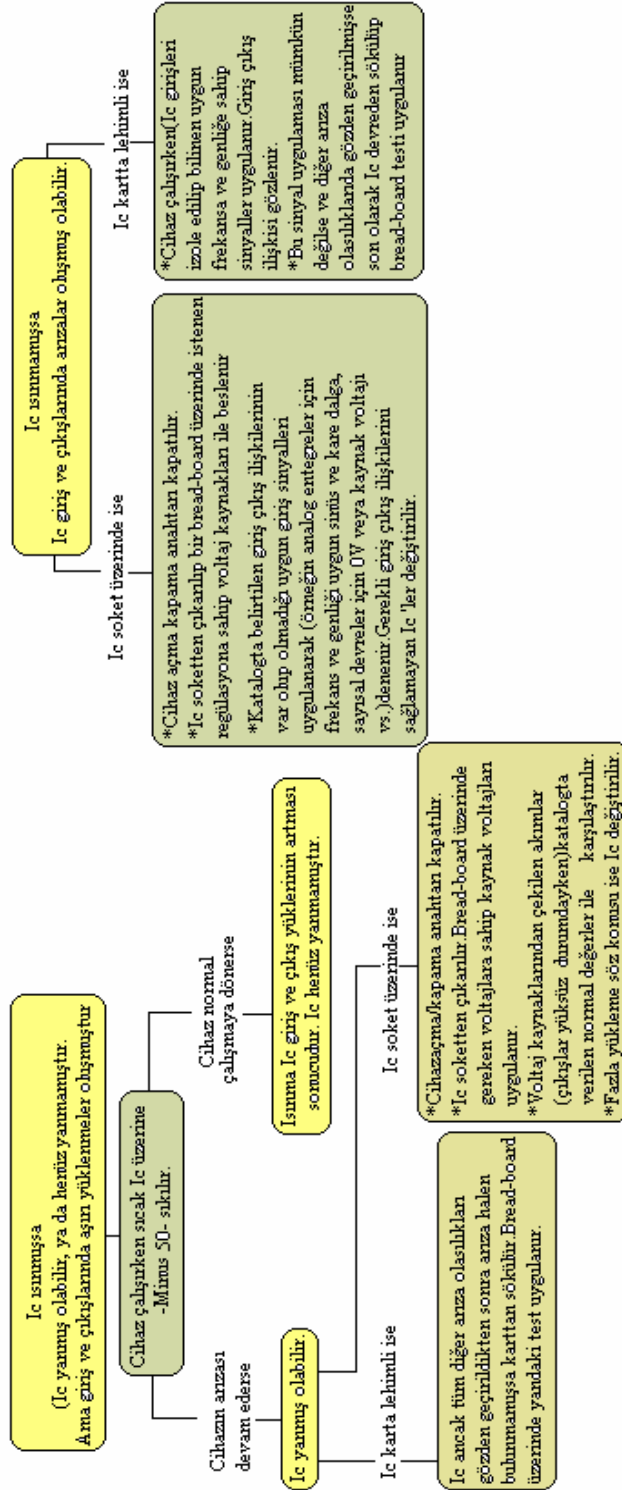 Ic ısınmışsa
(Ic yanmış olabilir, ya da henüz yanmamıştır.
Ama giriş ve çıkışlarında aşırı yüklenmeler oluşmuştur
Cihaz çalışırken sıcak Ic üzerine
-Minus 50- sıkılır.
Cihazın arızası
devam ederse
Cihaz normal
çalışmaya dönerse
Ic yanmış olabilir.
Isınma Ic giriş ve çıkış yüklerinin artması
sonucudur. Ic henüz yanmamıştır.
Ic karta lehimli ise
Ic soket üzerinde ise
Ic ancak tüm diğer arıza olasılıkları
gözden geçirildikten sonra arıza halen
bulunmamışsa karttan sökülür.Bread-board
üzerinde yandaki test uygulanır.
*Cihazaçma/kapama anahtarı kapatılır.
*Ic soketten çıkarılır.Bread-board üzerinde
gereken voltajlara sahip kaynak voltajları
uygulanır.
*Voltaj kaynaklarından çekilen akımlar
(çıkışlar yüksüz durumdayken)katalogta
verilen normal değerler ile karşılaştırılır.
*Fazla yükleme söz konusu ise Ic değiştirilir.
Ic ısınmamışsa
Ic giriş ve çıkışlarında arızalar oluşmuş olabilir.
Ic soket üzerinde ise
Ic kartta lehimli ise
*Cihaz açma kapama anahtarı kapatılır.
*Ic soketten çıkarılıp bir bread-board üzerinde istenen
regülasyona sahip voltaj kaynakları ile beslenir
*Katalogta belirtilen giriş çıkış ilişkilerinin
var olup olmadığı uygun giriş sinyalleri
uygulanarak (örneğin analog entegreler için
frekans ve genliği uygun sinüs ve kare dalga,
sayısal devreler için 0V veya kaynak voltajı
vs.)denenir.Gerekli giriş çıkış ilişkilerini
sağlamayan Ic 'ler değiştirilir.
*Cihaz çalışırken(Ic girişleri
izole edilip bilinen uygun
frekansa ve genliğe sahip
sinyaller uygulanır.Giriş çıkış
ilişkisi gözlenir.
*Bu sinyal uygulaması mümkün
değilse ve diğer arıza
olasılıklarıda gözden geçirilmişse
son olarak Ic devreden sökülüp
bread-board testi uygulanır